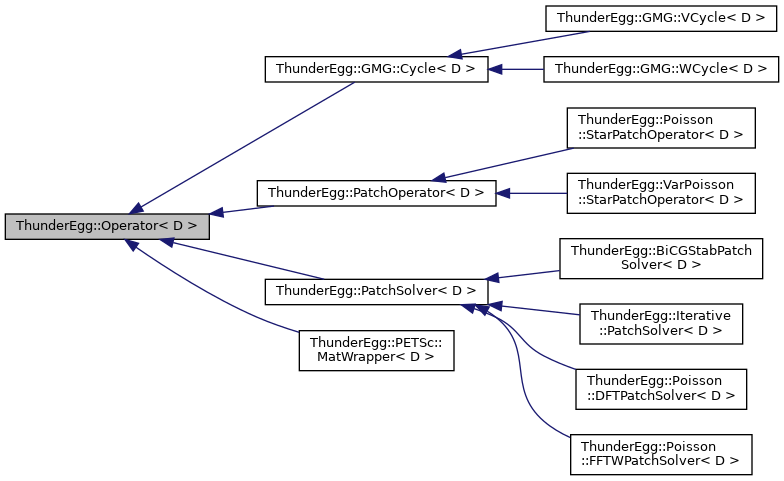 ThunderEgg::GMG::VCycle< D >
ThunderEgg::GMG::Cycle< D >
ThunderEgg::GMG::WCycle< D >
ThunderEgg::Poisson
::StarPatchOperator< D >
ThunderEgg::PatchOperator< D >
ThunderEgg::VarPoisson
::StarPatchOperator< D >
ThunderEgg::Operator< D >
ThunderEgg::BiCGStabPatch
Solver< D >
ThunderEgg::PatchSolver< D >
ThunderEgg::Iterative
::PatchSolver< D >
ThunderEgg::PETSc::
MatWrapper< D >
ThunderEgg::Poisson
::DFTPatchSolver< D >
ThunderEgg::Poisson
::FFTWPatchSolver< D >